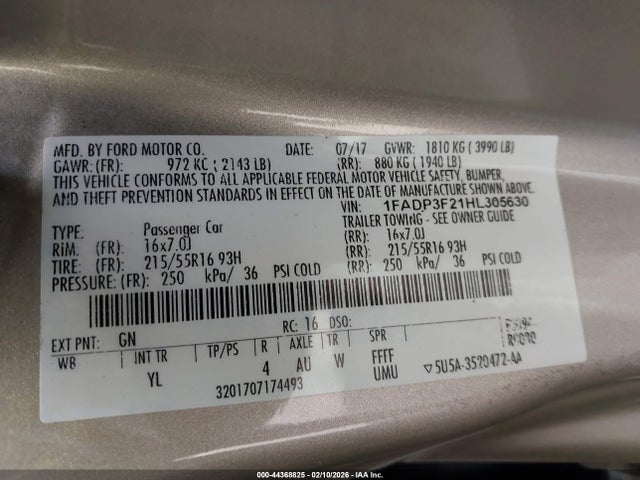 MFD. BY FORD MOTOR CO. DATE: 07/17 GVWR: 1810 KG ( 3990 LB)
GAWR: (FR): 972 KG ( 2143 LB) (RR): 880 KG ( 1940 LB)
THIS VEHICLE CONFORMS TO ALL APPLICABLE FEDERAL MOTOR VEHICLE SAFETY, BUMPER,
AND THEFT PREVENTION STANDARDS IN EFFECT ON THE DATE OF MANUFACTURE SHOWN ABOVE.
VIN: 1FADP3F21HL305630
TYPE: Passenger Car TRAILER TOWING - SEE OWNER GUIDE
RIM: (FR): 16x7.0J (RR): 16x7.0J
TIRE: (FR): 215/55R16 93H (RR): 215/55R16 93H
PRESSURE: (FR): 250 kPa/ 36 PSI COLD (RR): 250 kPa/ 36 PSI COLD
RC: 16 DSO:
EXT PNT: GN
WB INT TR TP/PS R AXLE TR SPR
YL 4 AU W FFFF
UMU
3201707174493
▽5U5A-3520472-AA
000-44368825 - 02/10/2026 - IAA Inc.